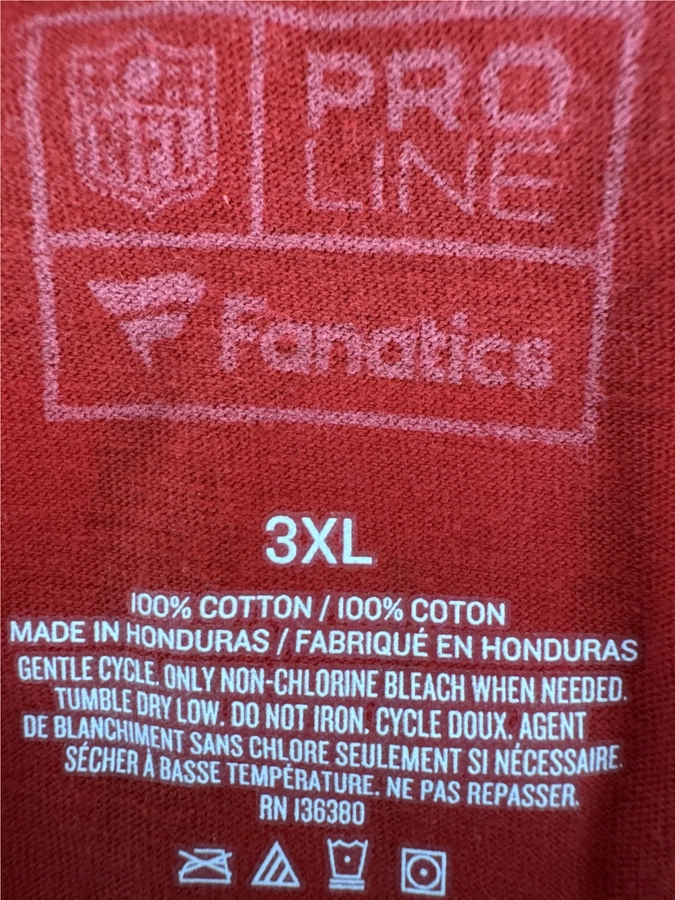 NFL
PRO
LINE
Fanatics
3XL
100% COTTON / 100% COTON
MADE IN HONDURAS / FABRIQUÉ EN HONDURAS
GENTLE CYCLE. ONLY NON-CHLORINE BLEACH WHEN NEEDED.
TUMBLE DRY LOW. DO NOT IRON. CYCLE DOUX. AGENT
DE BLANCHIMENT SANS CHLORE SEULEMENT SI NÉCESSAIRE.
SÉCHER À BASSE TEMPÉRATURE. NE PAS REPASSER.
RN 136380